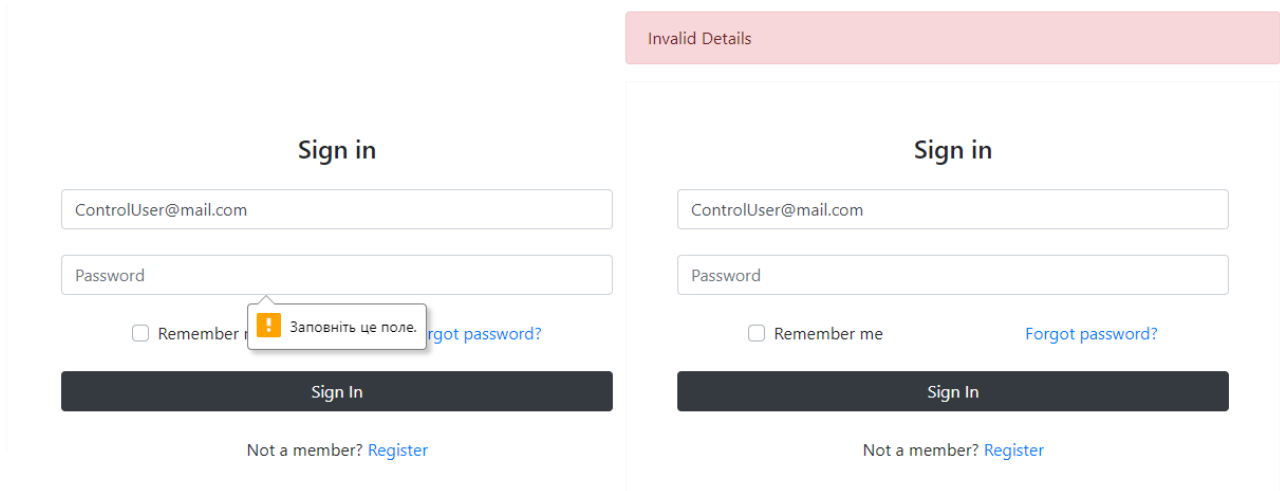 Sign in
ControlUser@mail.com
Password
Заповніть це поле.
Remember rgot password?
Sign In
Not a member? Register
Invalid Details
Sign in
ControlUser@mail.com
Password
Remember me Forgot password?
Sign In
Not a member? Register